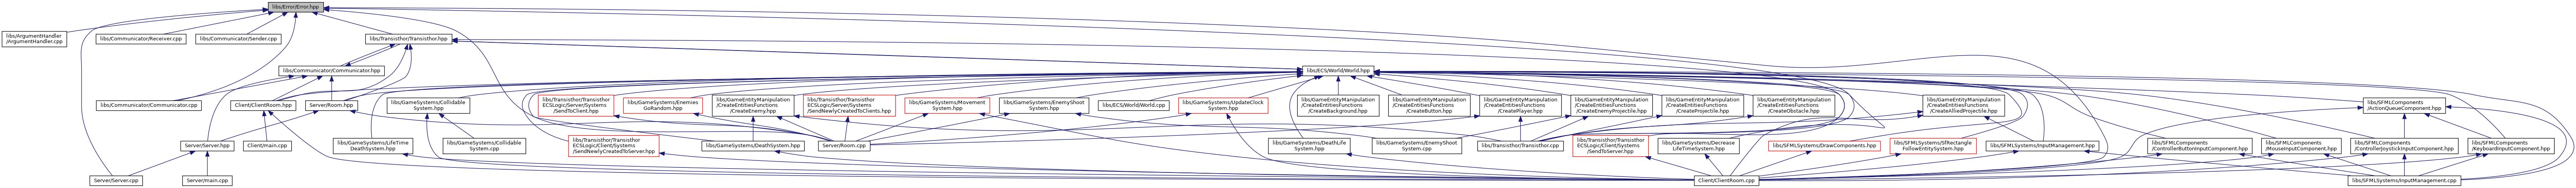 libs/Error/Error.hpp
libs/ArgumentHandler
/ArgumentHandler.cpp
libs/Communicator/Receiver.cpp
libs/Communicator/Sender.cpp
libs/Transisthor/Transisthor.hpp
libs/Communicator/Communicator.hpp
libs/ECS/World/World.hpp
libs/Communicator/Communicator.cpp
Client/ClientRoom.hpp
Server/Room.hpp
libs/GameSystems/Collidable
System.hpp
libs/Transisthor/Transisthor
ECSLogic/Server/Systems
/SendToClient.hpp
libs/GameSystems/Enemies
GoRandom.hpp
libs/GameEntityManipulation
/CreateEntitiesFunctions
/CreateEnemy.hpp
libs/Transisthor/Transisthor
ECSLogic/Server/Systems
/SendNewlyCreatedToClients.hpp
libs/GameSystems/Movement
System.hpp
libs/GameSystems/EnemyShoot
System.hpp
libs/ECS/World/World.cpp
libs/GameSystems/UpdateClock
System.hpp
libs/GameEntityManipulation
/CreateEntitiesFunctions
/CreateBackground.hpp
libs/GameEntityManipulation
/CreateEntitiesFunctions
/CreateButton.hpp
libs/GameEntityManipulation
/CreateEntitiesFunctions
/CreatePlayer.hpp
libs/GameEntityManipulation
/CreateEntitiesFunctions
/CreateEnemyProjectile.hpp
libs/GameEntityManipulation
/CreateEntitiesFunctions
/CreateProjectile.hpp
libs/GameEntityManipulation
/CreateEntitiesFunctions
/CreateObstacle.hpp
libs/GameEntityManipulation
/CreateEntitiesFunctions
/CreateAlliedProjectile.hpp
libs/SFMLComponents
/ActionQueueComponent.hpp
Server/Server.hpp
Client/main.cpp
libs/GameSystems/LifeTime
DeathSystem.hpp
libs/GameSystems/Collidable
System.cpp
libs/Transisthor/Transisthor
ECSLogic/Client/Systems
/SendNewlyCreatedToServer.hpp
libs/GameSystems/DeathSystem.hpp
Server/Room.cpp
libs/GameSystems/DeathLife
System.hpp
libs/GameSystems/EnemyShoot
System.cpp
libs/Transisthor/Transisthor.cpp
libs/Transisthor/Transisthor
ECSLogic/Client/Systems
/SendToServer.hpp
libs/GameSystems/Decrease
LifeTimeSystem.hpp
libs/SFMLSystems/DrawComponents.hpp
libs/SFMLSystems/SfRectangle
FollowEntitySystem.hpp
libs/SFMLSystems/InputManagement.hpp
libs/SFMLComponents
/ControllerButtonInputComponent.hpp
libs/SFMLComponents
/MouseInputComponent.hpp
libs/SFMLComponents
/ControllerJoystickInputComponent.hpp
libs/SFMLComponents
/KeyboardInputComponent.hpp
Server/Server.cpp
Server/main.cpp
Client/ClientRoom.cpp
libs/SFMLSystems/InputManagement.cpp